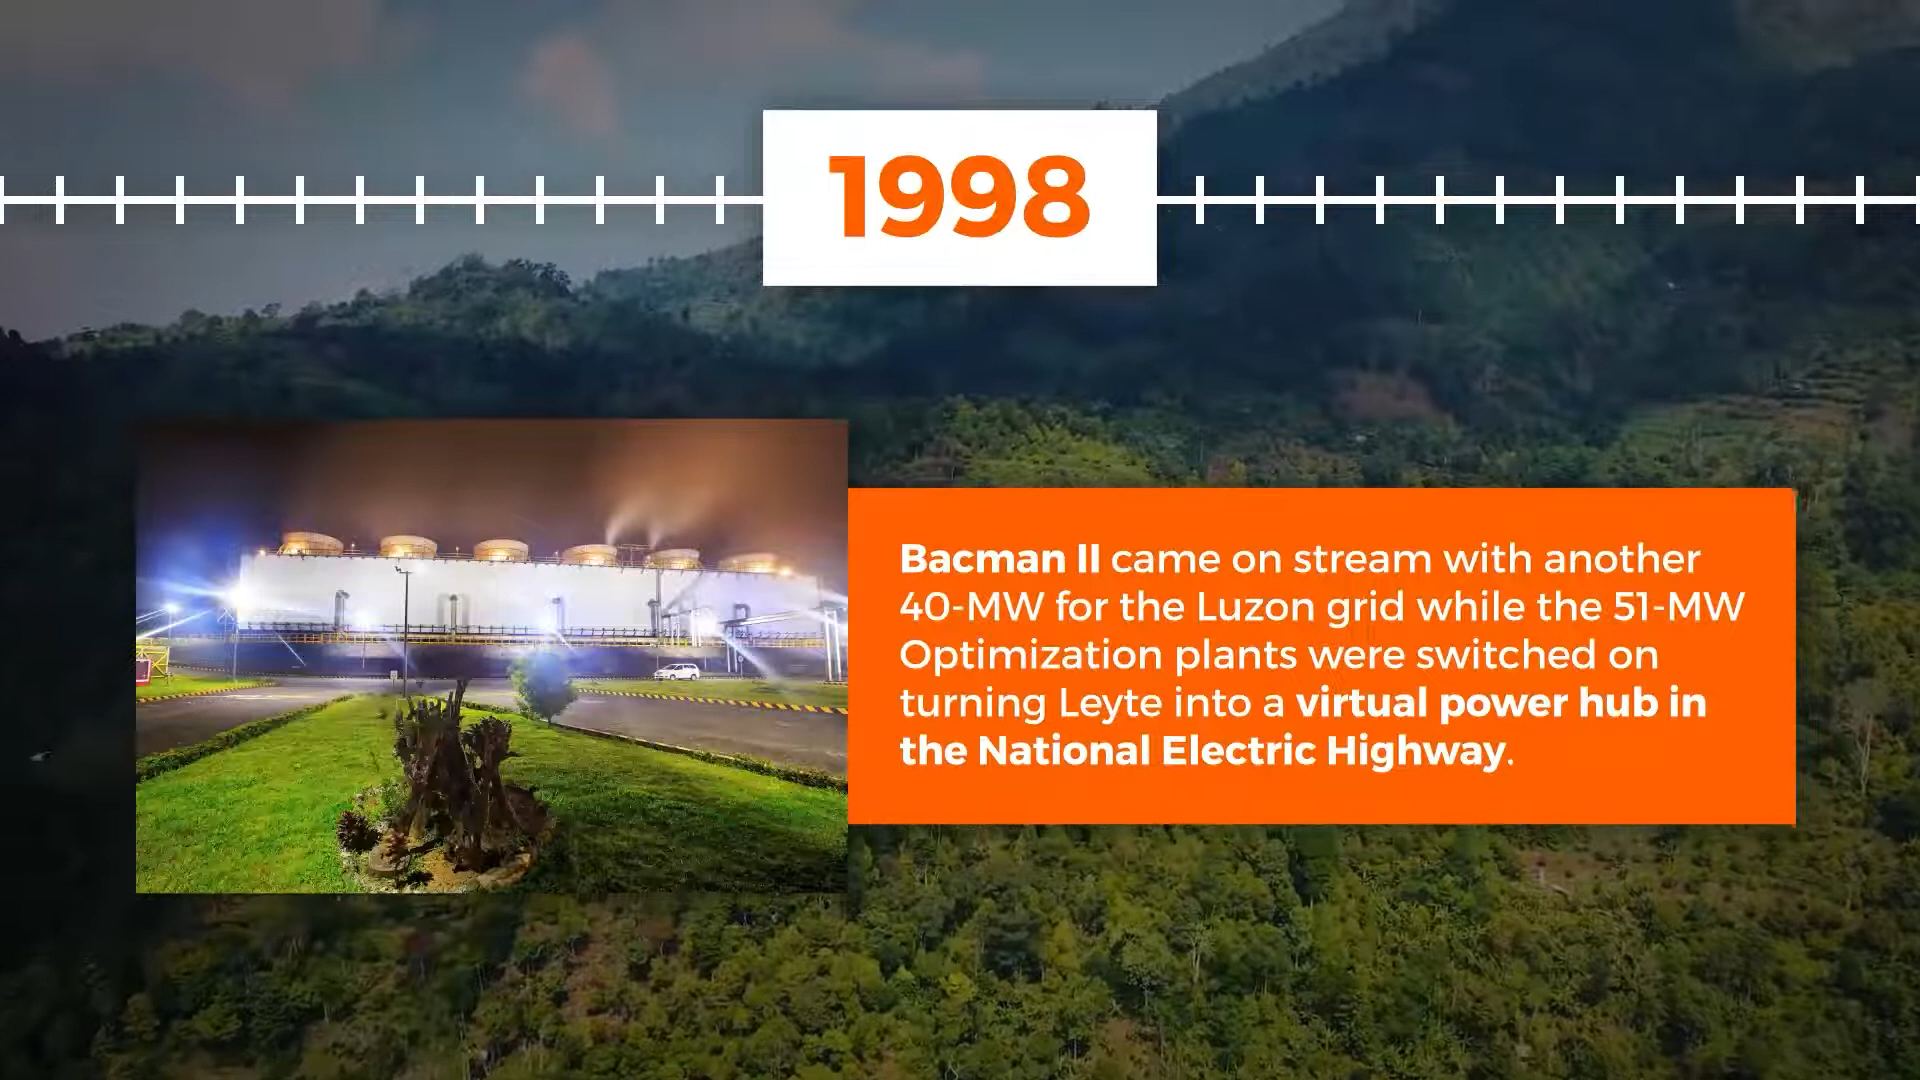 1998
Bacman II came on stream with another
40-MW for the Luzon grid while the 51-MW
Optimization plants were switched on
turning Leyte into a virtual power hub in
the National Electric Highway.